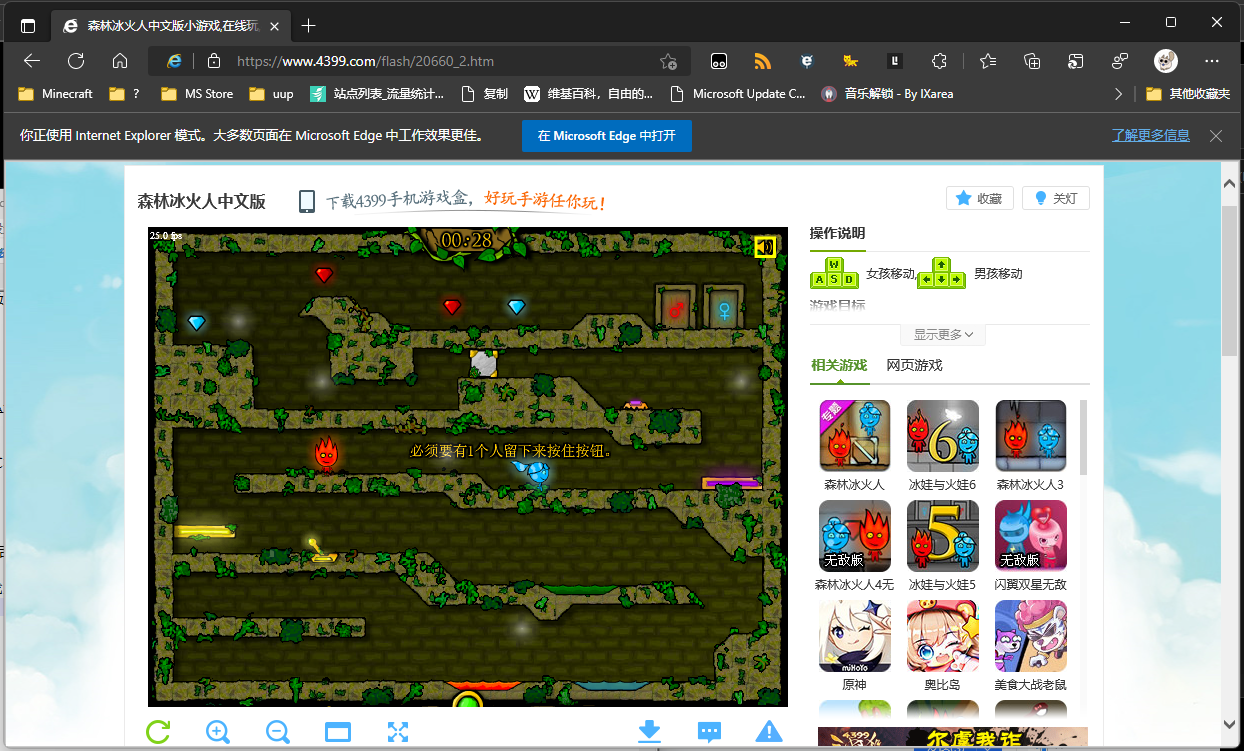 森林冰火人中文版小游戏,在线玩
https://www.4399.com/flash/20660_2.htm
Minecraft
?
MS Store
uup
站点列表_流量统计...
复制
维基百科，自由的...
Microsoft Update C...
音乐解锁 - By IXarea
其他收藏夹
你正使用 Internet Explorer 模式。大多数页面在 Microsoft Edge 中工作效果更佳。
在 Microsoft Edge 中打开
了解更多信息
森林冰火人中文版
下载4399手机游戏盒，好玩手游任你玩！
收藏
关灯
25.0 fps
00:28
必须要有1个人留下来按住按钮。
操作说明
W
A S D
女孩移动,
男孩移动
游戏目标
显示更多
相关游戏
网页游戏
专题
6
森林冰火人
冰娃与火娃6
森林冰火人3
无敌版
5
无敌版
森林冰火人4无
冰娃与火娃5
闪翼双星无敌
miHoYo
原神
奥比岛
美食大战老鼠
4399
尔虞我诈